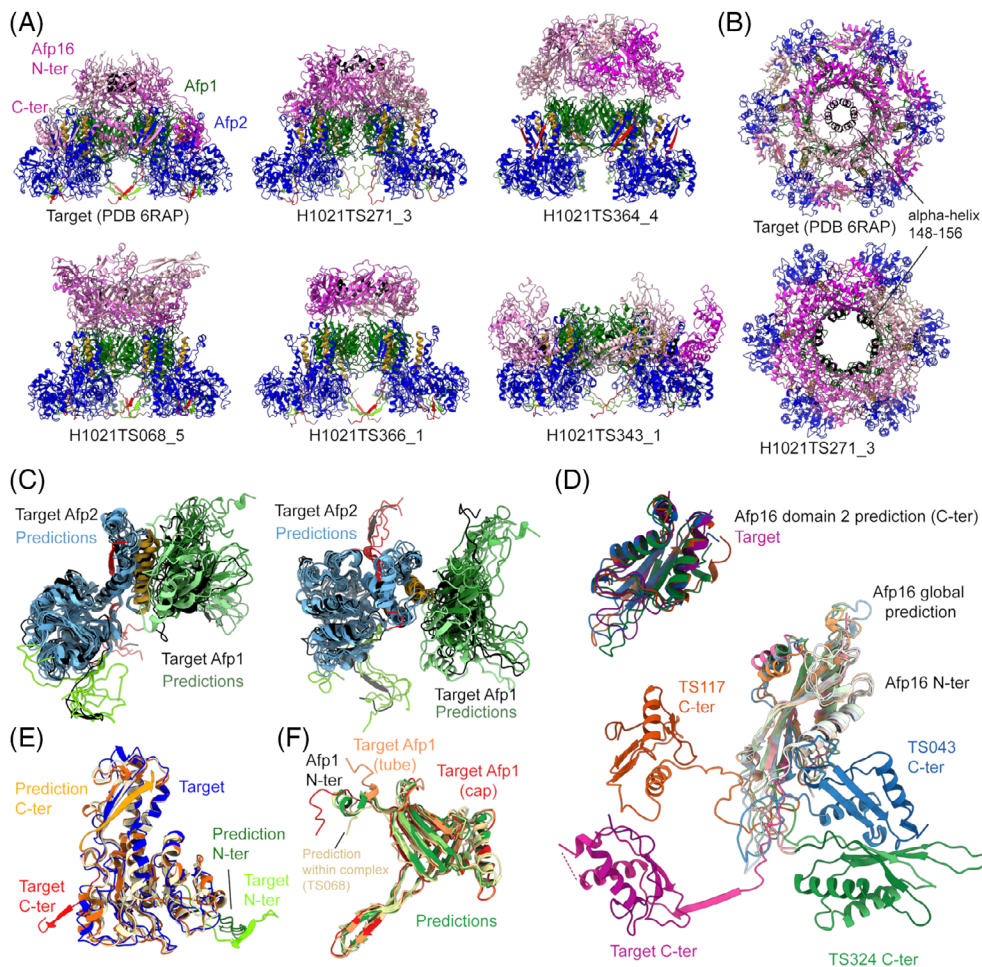 (A)
Afp16
N-ter
C-ter
Afp1
Afp2
Target (PDB 6RAP)
H1021TS271_3
H1021TS364_4
H1021TS068_5
H1021TS366_1
H1021TS343_1
(B)
Target (PDB 6RAP)
alpha-helix
148-156
H1021TS271_3
(C)
Target Afp2
Predictions
Target Afp1
Predictions
Target Afp2
Predictions
Target Afp1
Predictions
(D)
Afp16 domain 2 prediction (C-ter)
Target
Afp16 global
prediction
Afp16 N-ter
TS117
C-ter
TS043
C-ter
Target C-ter
TS324 C-ter
(E)
Prediction
C-ter
Target
Prediction
N-ter
Target
N-ter
Target
C-ter
(F)
Afp1
N-ter
Target Afp1
(tube)
Target Afp1
(cap)
Prediction
within complex
(TS068)
Predictions